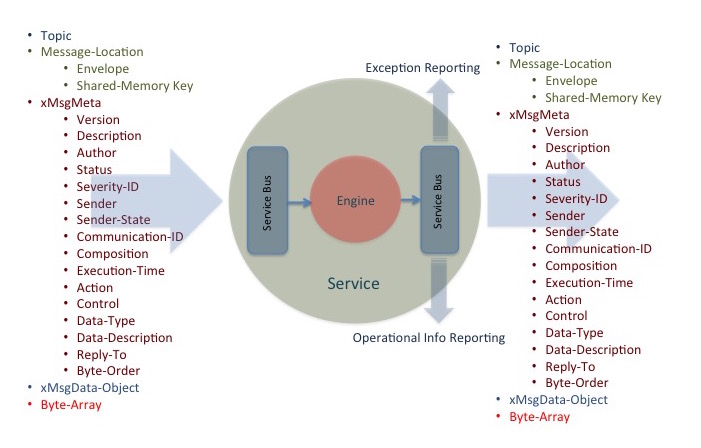 • Topic
• Message-Location
• Envelope
• Shared-Memory Key
• xMsgMeta
• Version
• Description
• Author
• Status
• Severity-ID
• Sender
• Sender-State
• Communication-ID
• Composition
• Execution-Time
• Action
• Control
• Data-Type
• Data-Description
• Reply-To
• Byte-Order
• xMsgData-Object
• Byte-Array
Exception Reporting
Service Bus
Engine
Service Bus
Service
Operational Info Reporting
• Topic
• Message-Location
• Envelope
• Shared-Memory Key
• xMsgMeta
• Version
• Description
• Author
• Status
• Severity-ID
• Sender
• Sender-State
• Communication-ID
• Composition
• Execution-Time
• Action
• Control
• Data-Type
• Data-Description
• Reply-To
• Byte-Order
• xMsgData-Object
• Byte-Array